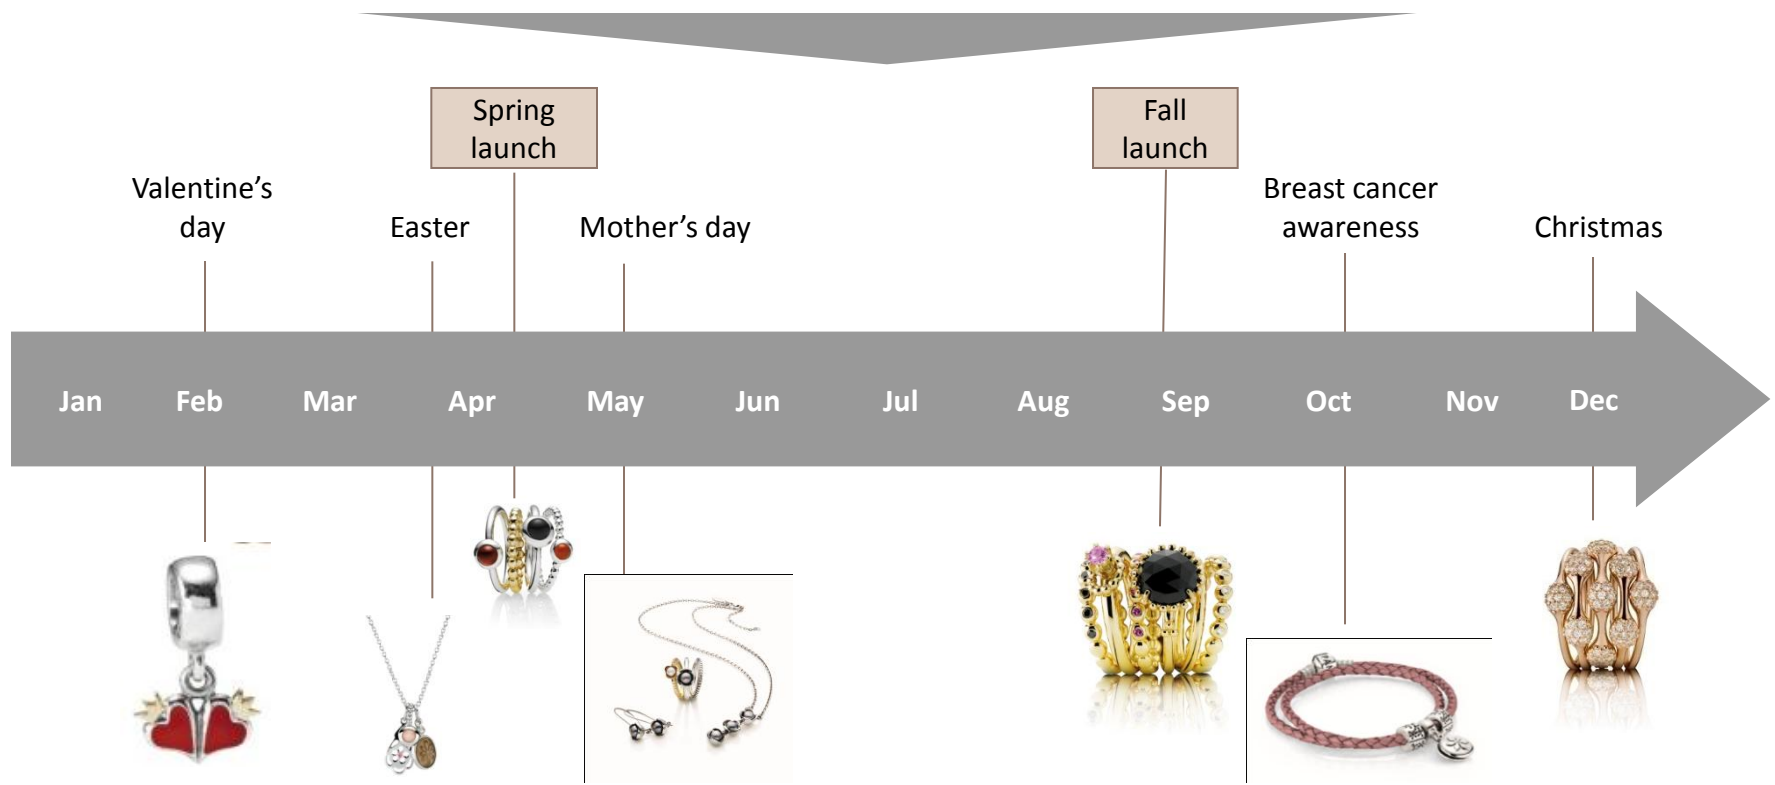 Spring
launch
Fall
launch
Valentine’s
day
Easter
Mother’s day
Breast cancer
awareness
Christmas
Jan Feb Mar Apr May Jun Jul Aug Sep Oct Nov Dec